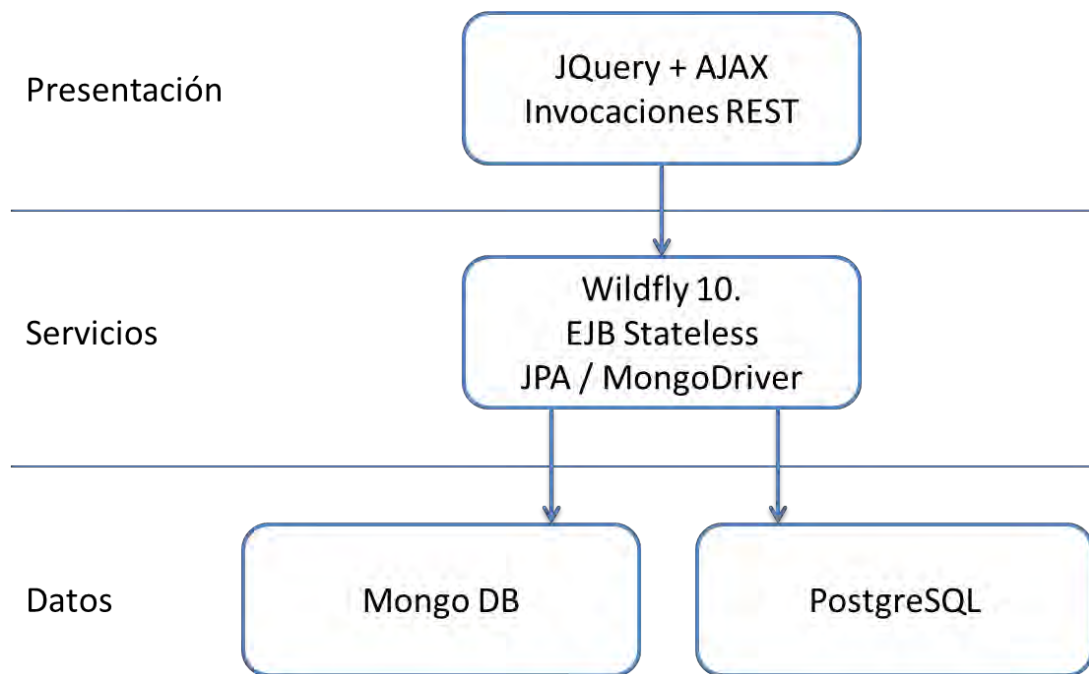 Presentación
JQuery + AJAX
Invocaciones REST
Servicios
Wildfly 10.
EJB Stateless
JPA / MongoDriver
Datos
Mongo DB
PostgreSQL